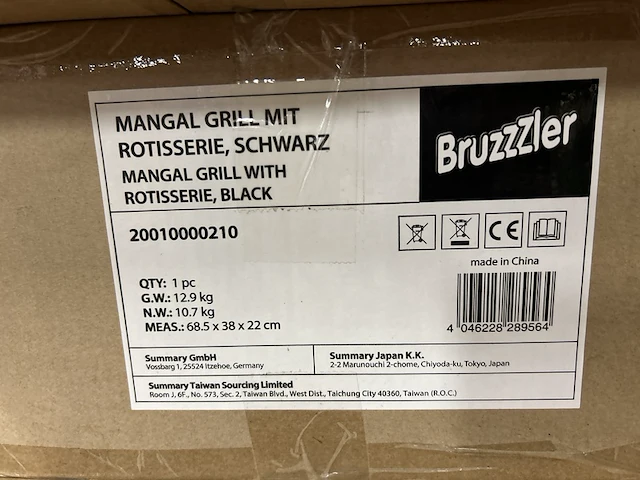 MANGAL GRILL MIT
ROTISSERIE, SCHWARZ
MANGAL GRILL WITH
ROTISSERIE, BLACK
BruzzZler
20010000210
CE
made in China
QTY: 1 pc
G.W.: 12.9 kg
N.W.: 10.7 kg
MEAS.: 68.5 x 38 x 22 cm
4 046228 289564
Summary GmbH
Vossbarg 1, 25524 Itzehoe, Germany
Summary Japan K.K.
2-2 Marunouchi 2-chome, Chiyoda-ku, Tokyo, Japan
Summary Taiwan Sourcing Limited
Room J, 6F., No. 573, Sec. 2, Taiwan Blvd., West Dist., Taichung City 40360, Taiwan (R.O.C.)